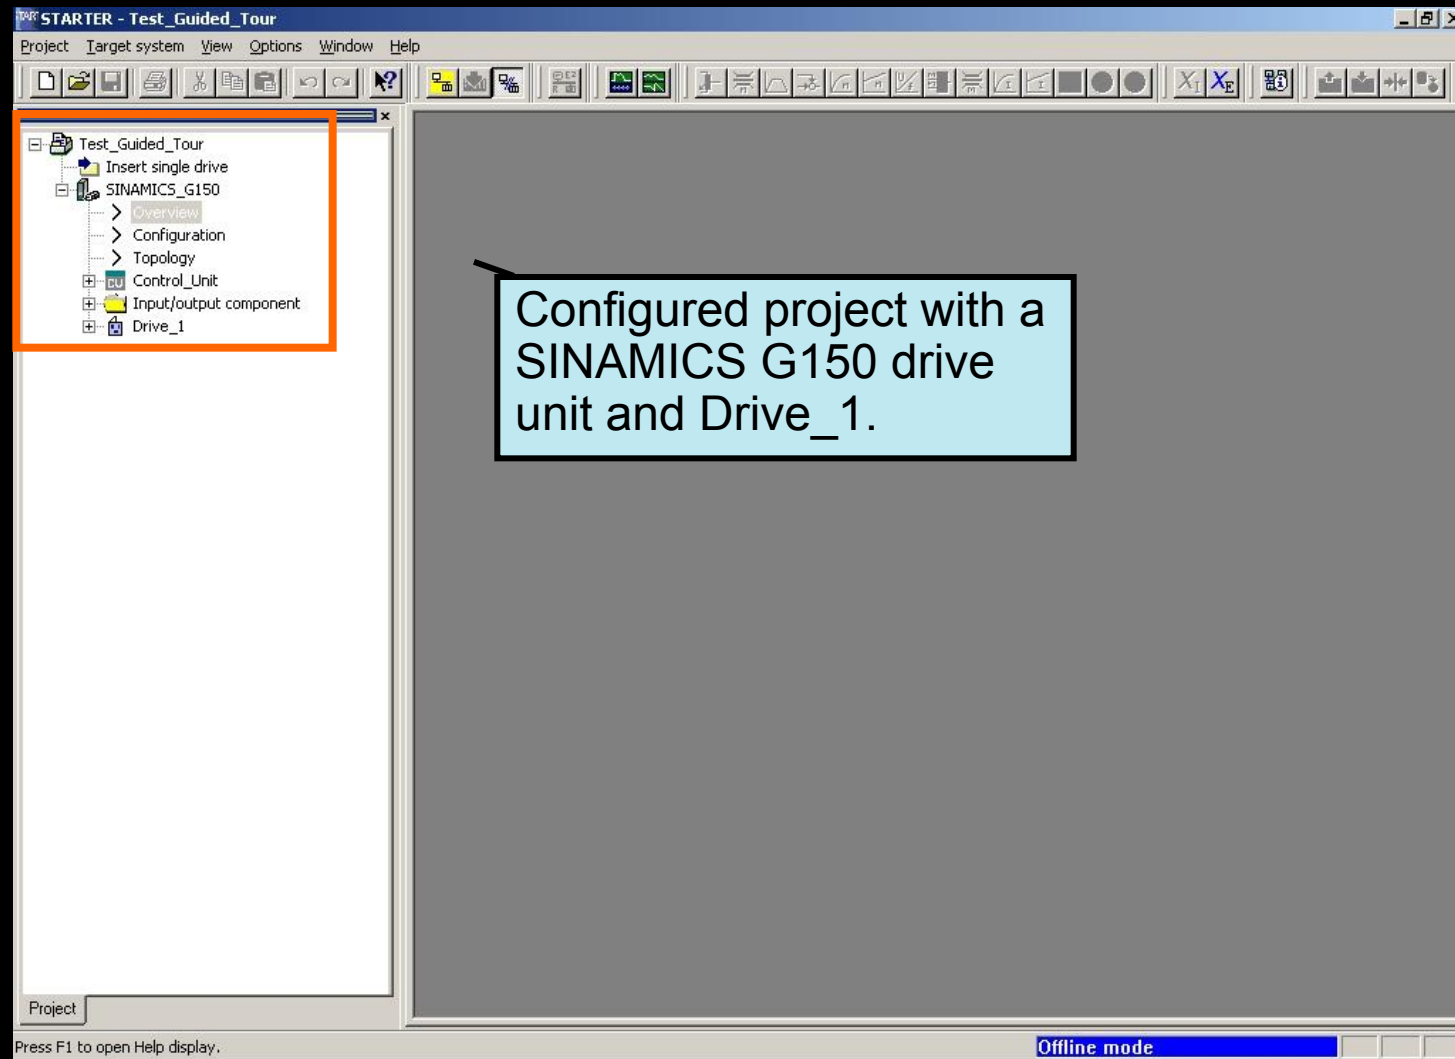 STARTER - Test_Guided_Tour
Project Target system View Options Window Help
Test_Guided_Tour
Insert single drive
SINAMICS_G150
Overview
Configuration
Topology
CU Control_Unit
Input/output component
Drive_1
Configured project with a
SINAMICS G150 drive
unit and Drive_1.
Project
Press F1 to open Help display.
Offline mode